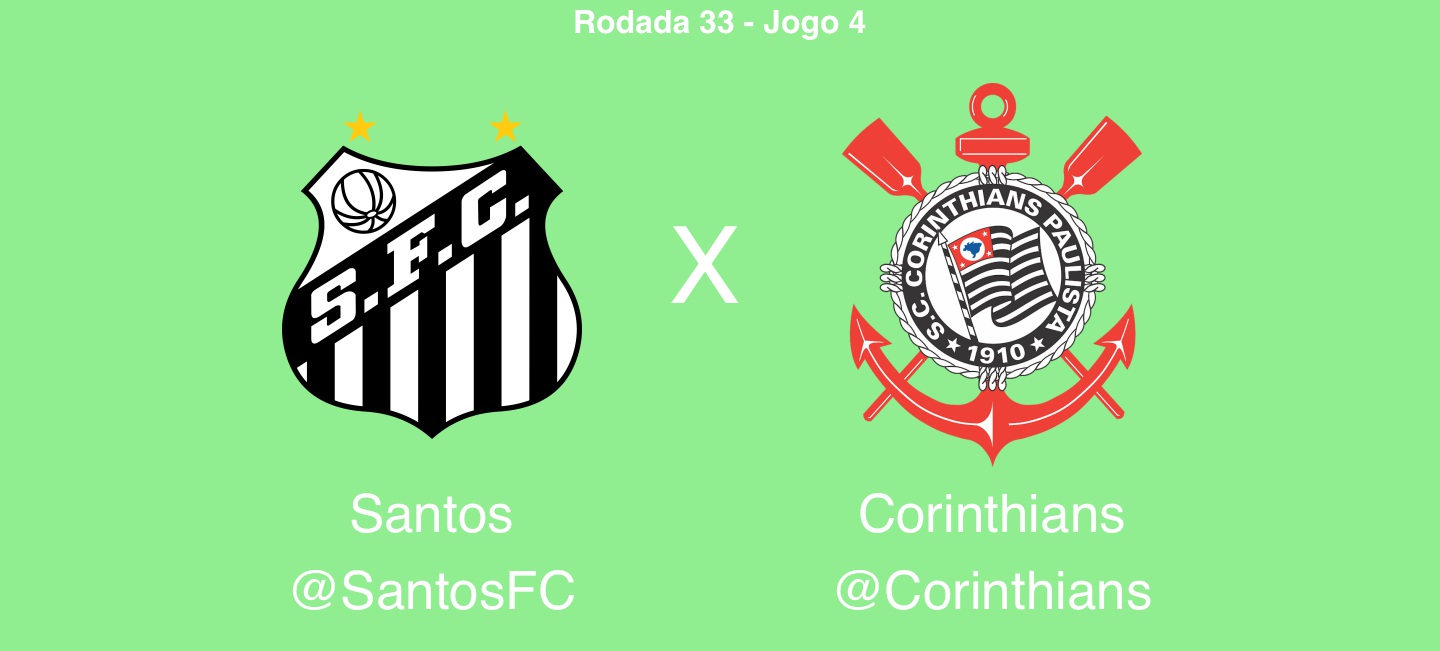 Rodada 33 - Jogo 4
S.F.C.
X
S.C. CORINTHIANS PAULISTA
1910
Santos
Corinthians
@SantosFC
@Corinthians